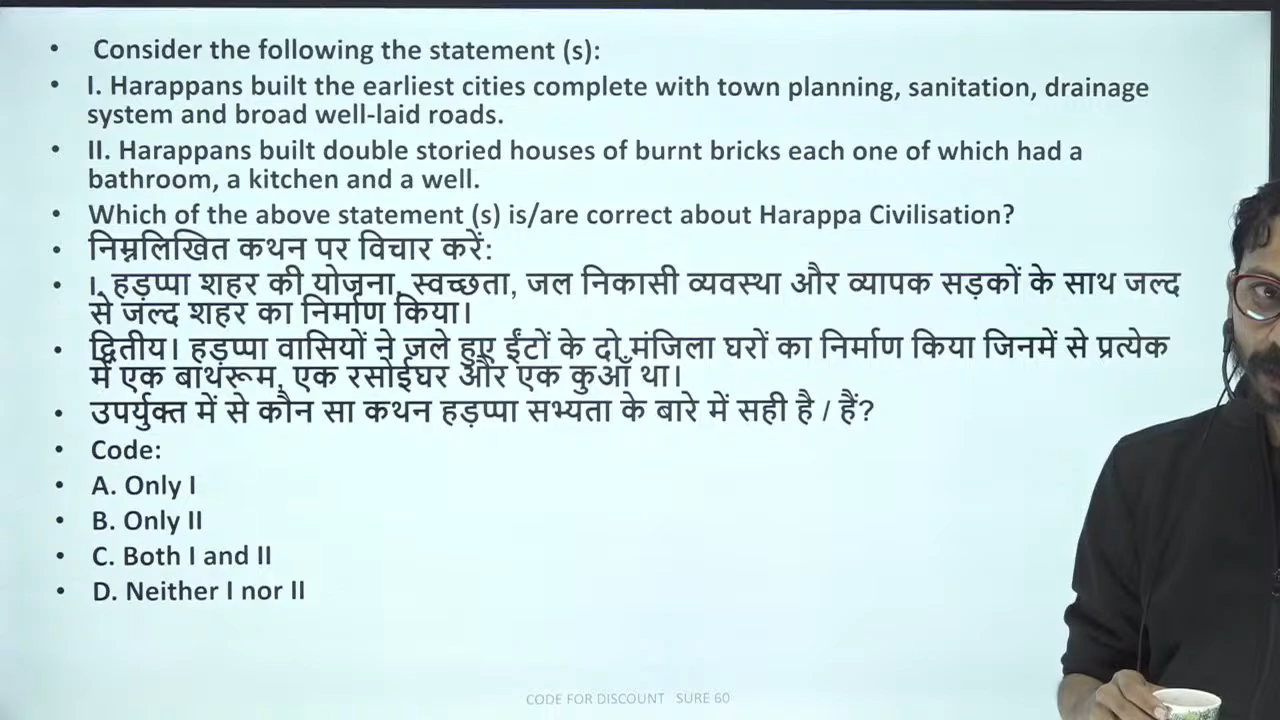 • Consider the following the statement (s):
• I. Harappans built the earliest cities complete with town planning, sanitation, drainage
system and broad well-laid roads.
• II. Harappans built double storied houses of burnt bricks each one of which had a
bathroom, a kitchen and a well.
• Which of the above statement (s) is/are correct about Harappa Civilisation?
• निम्नलिखित कथन पर विचार करें:
• I. हड़प्पा शहर की योजना, स्वच्छता, जल निकासी व्यवस्था और व्यापक सड़कों के साथ जल्द
से जल्द शहर का निर्माण किया।
• द्वितीय। हड़प्पा वासियों ने जले हुए ईंटों के दो मंजिला घरों का निर्माण किया जिनमें से प्रत्येक
में एक बाथरूम, एक रसोईघर और एक कुआँ था।
• उपर्युक्त में से कौन सा कथन हड़प्पा सभ्यता के बारे में सही है / हैं?
• Code:
• A. Only I
• B. Only II
• C. Both I and II
• D. Neither I nor II
CODE FOR DISCOUNT SURE 60